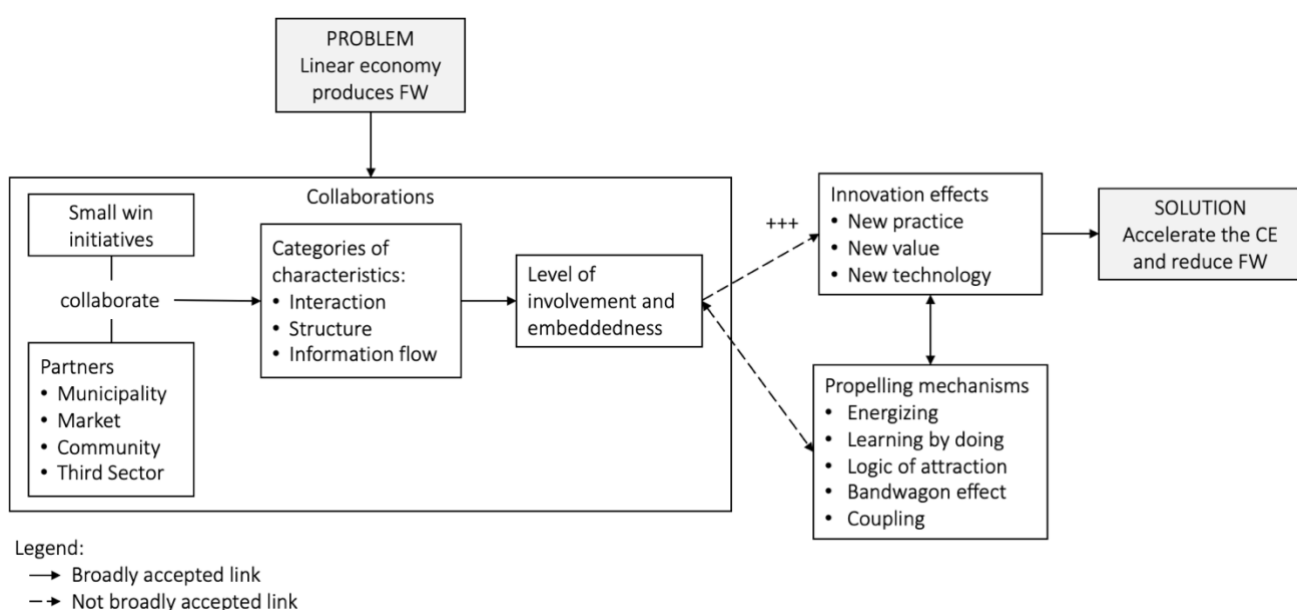 PROBLEM
Linear economy
produces FW
Collaborations
Small win
initiatives
collaborate
Partners
• Municipality
• Market
• Community
• Third Sector
Categories of
characteristics:
• Interaction
• Structure
• Information flow
Level of
involvement and
embeddedness
+++
Innovation effects
• New practice
• New value
• New technology
SOLUTION
Accelerate the CE
and reduce FW
Propelling mechanisms
• Energizing
• Learning by doing
• Logic of attraction
• Bandwagon effect
• Coupling
Legend:
Broadly accepted link
Not broadly accepted link